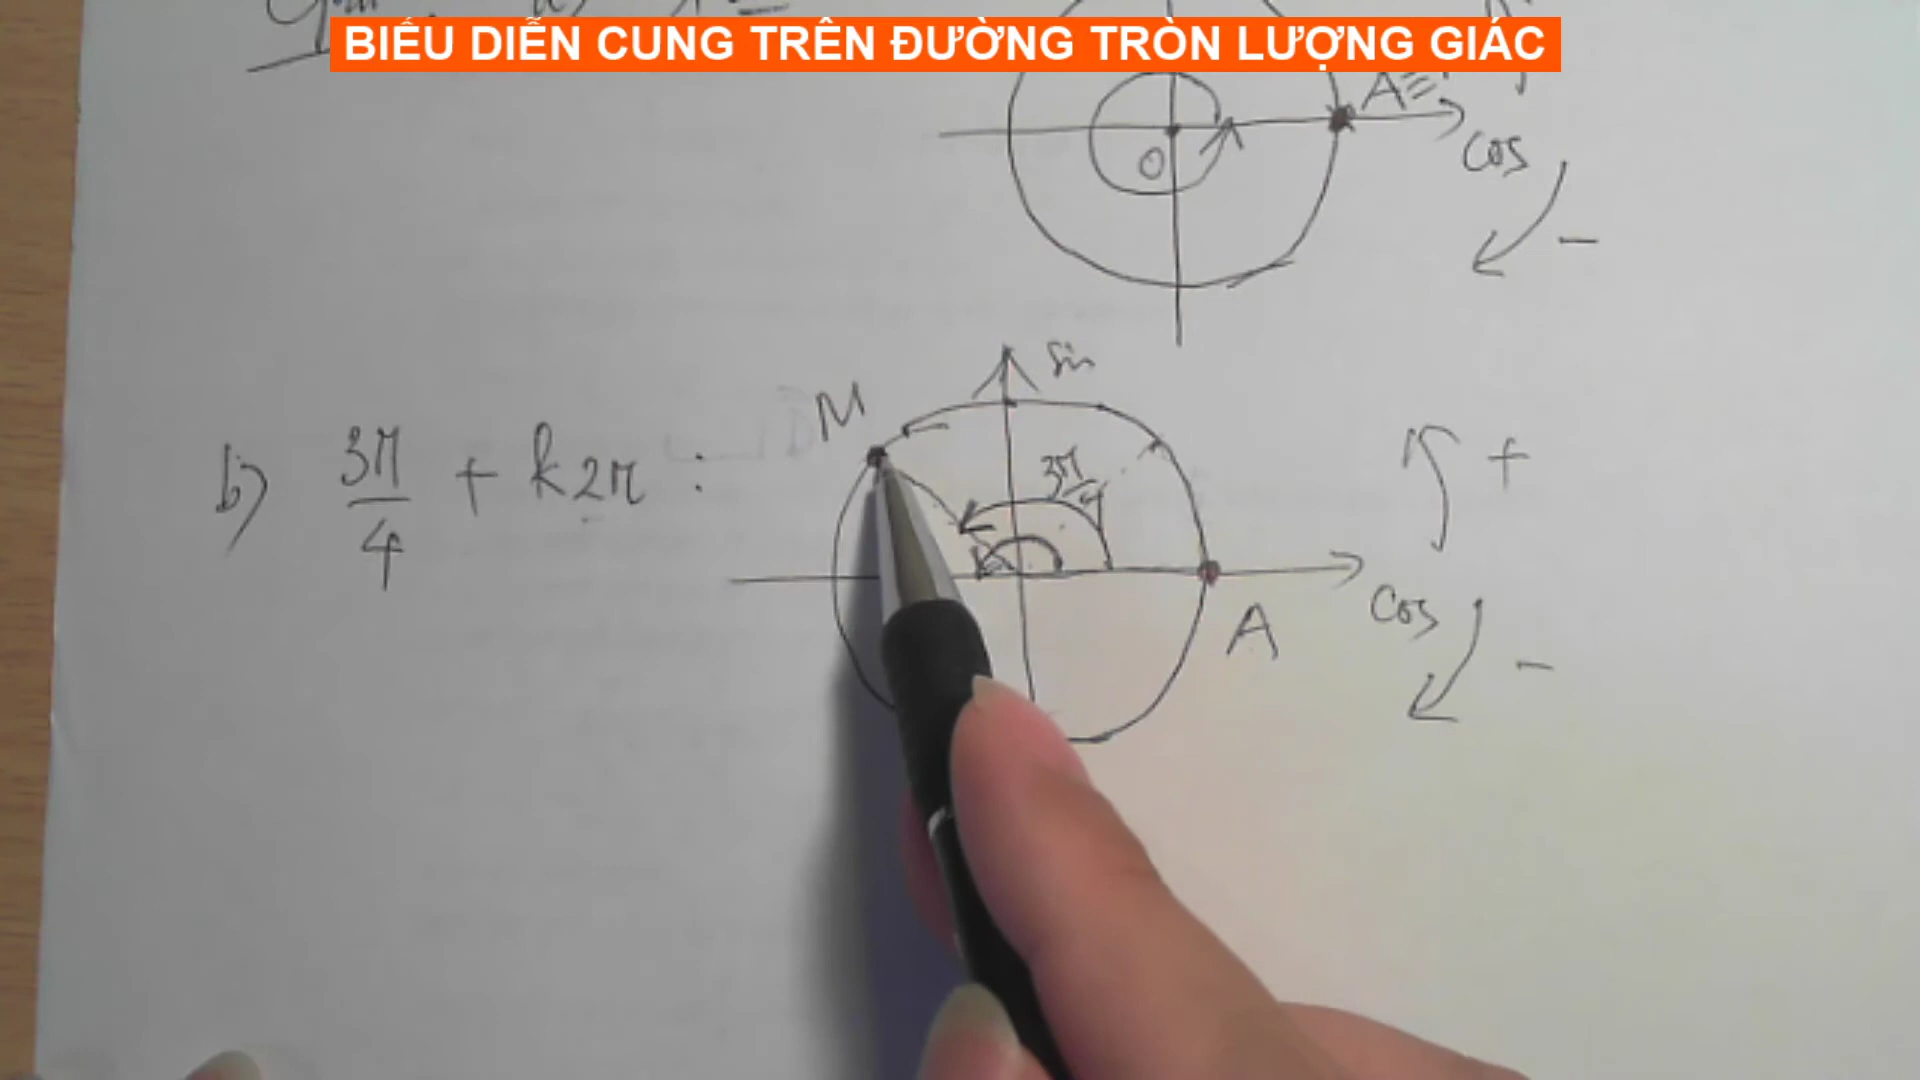 BIỂU DIỄN CUNG TRÊN ĐƯỜNG TRÒN LƯỢNG GIÁC
A≡
O
cos
-
sin
M
b) 3π/4 + k2π :
3π/4
+
cos
A
-